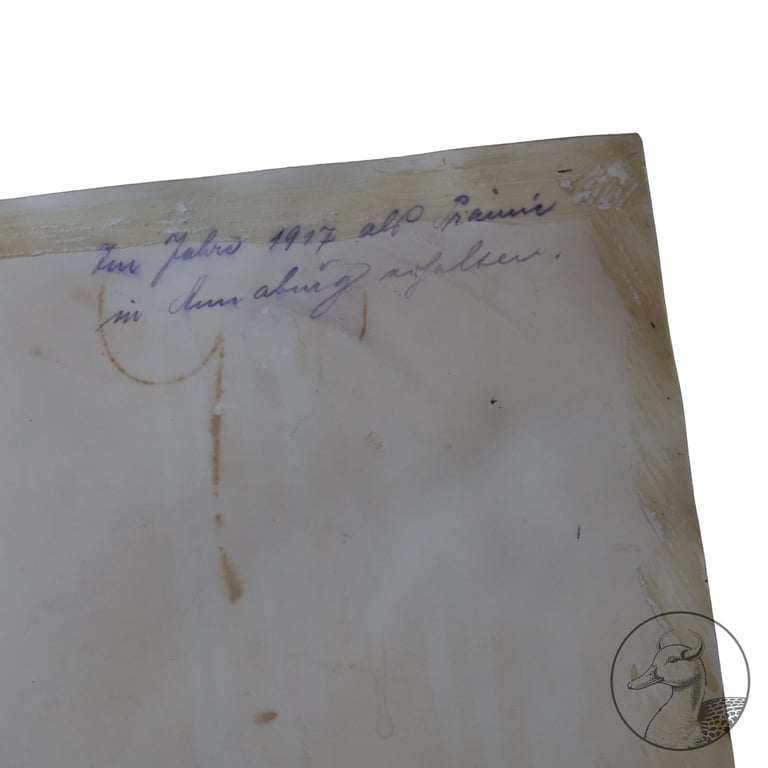 Im Jahre 1917 als Prämie
in Annaburg erhalten.